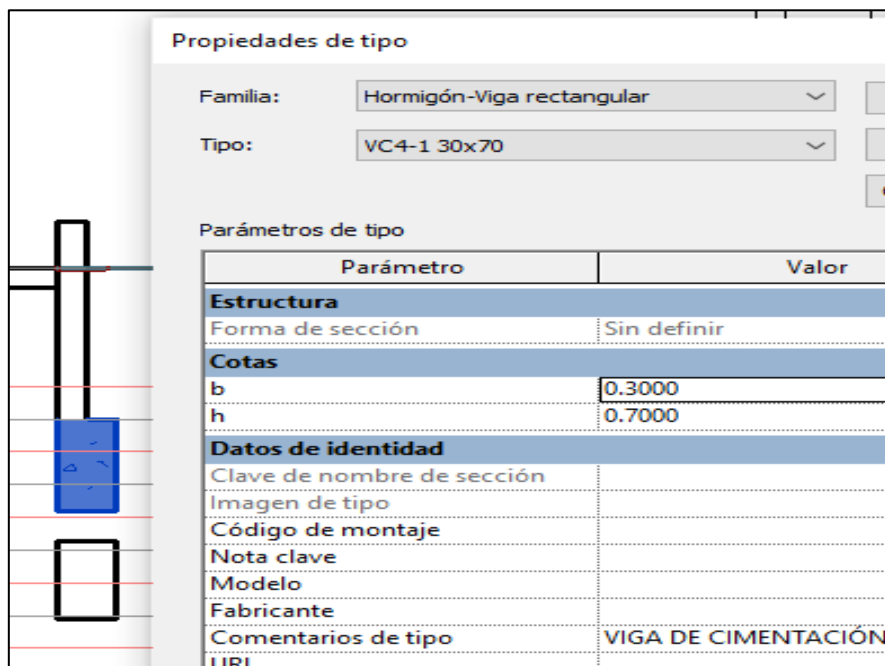 Propiedades de tipo
Familia: Hormigón-Viga rectangular
Tipo: VC4-1 30x70
Parámetros de tipo
Parámetro Valor
Estructura
Forma de sección Sin definir
Cotas
b 0.3000
h 0.7000
Datos de identidad
Clave de nombre de sección
Imagen de tipo
Código de montaje
Nota clave
Modelo
Fabricante
Comentarios de tipo VIGA DE CIMENTACIÓN
URL